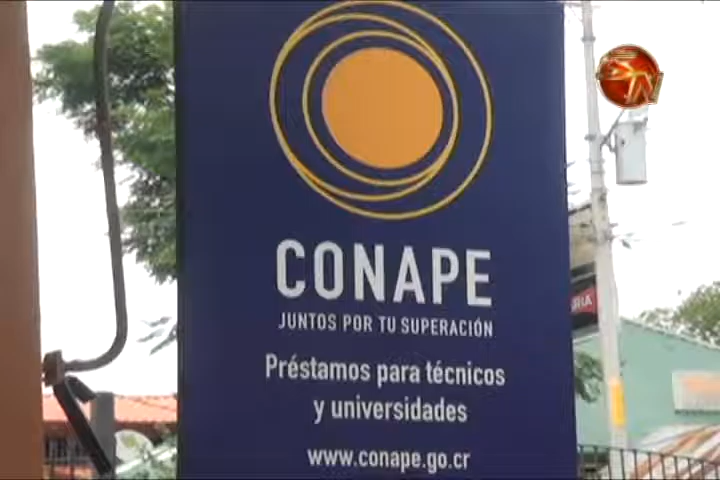 CONAPE
JUNTOS POR TU SUPERACIÓN
Préstamos para técnicos
y universidades
www.conape.go.cr